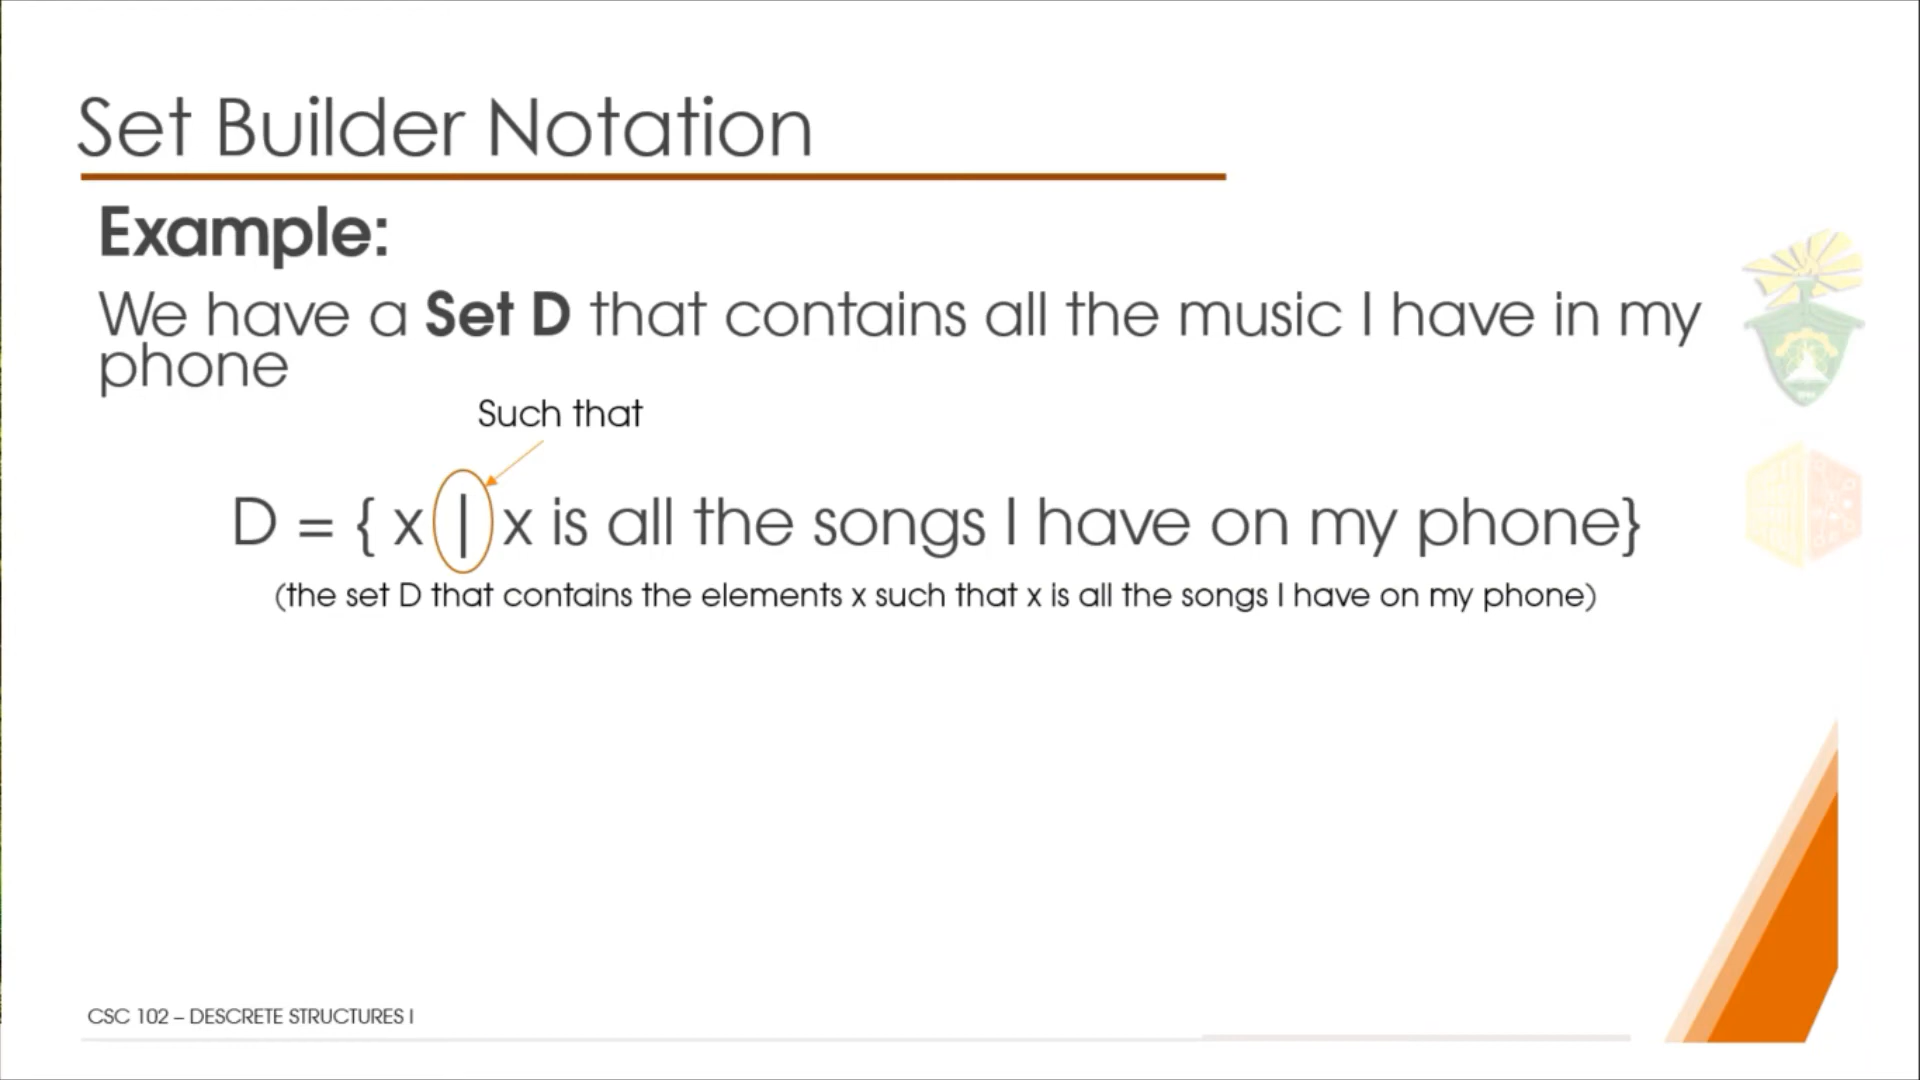 Set Builder Notation
Example:
We have a Set D that contains all the music I have in my
phone
Such that
D = { x | x is all the songs I have on my phone}
(the set D that contains the elements x such that x is all the songs I have on my phone)
CSC 102 – DESCRETE STRUCTURES I